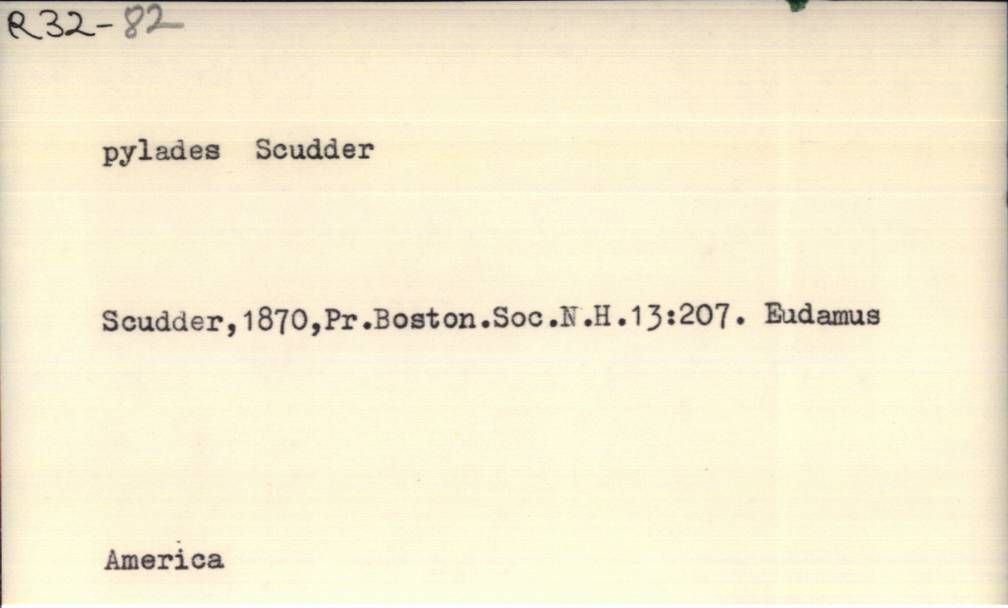 R32-82
pylades Scudder
Scudder,1870,Pr.Boston.Soc.N.H.13:207. Eudamus
America